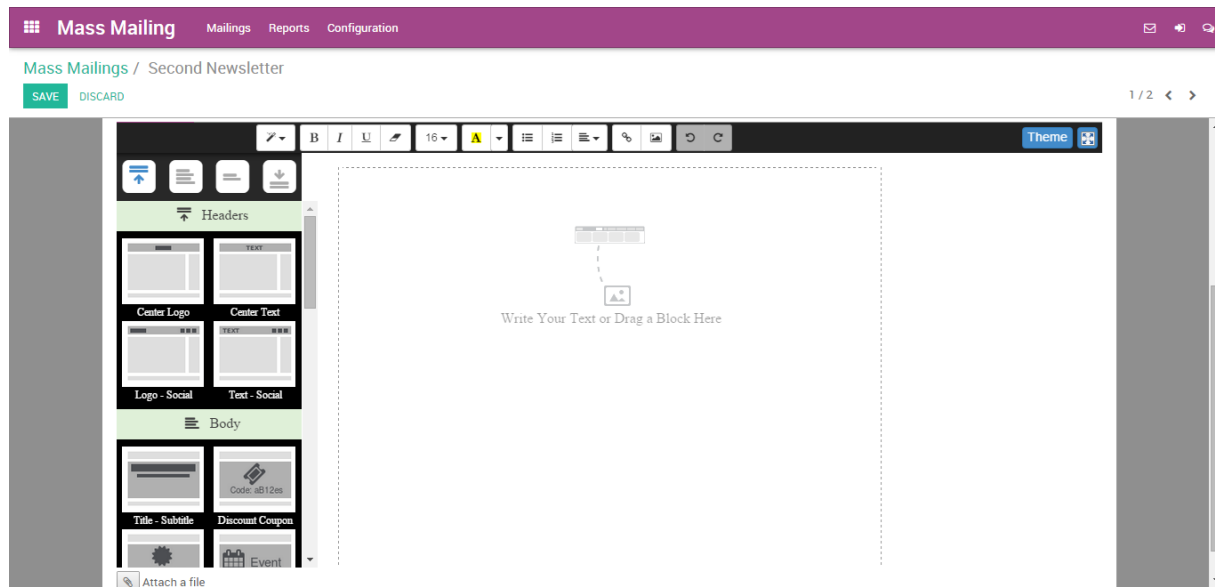 Mass Mailing Mailings Reports Configuration
Mass Mailings / Second Newsletter
SAVE DISCARD 1 / 2
B I U 16 A Theme
Headers
TEXT
Center Logo Center Text
TEXT
Logo - Social Text - Social
Write Your Text or Drag a Block Here
Body
Code: aB12es
Title - Subtitle Discount Coupon
Event
Attach a file